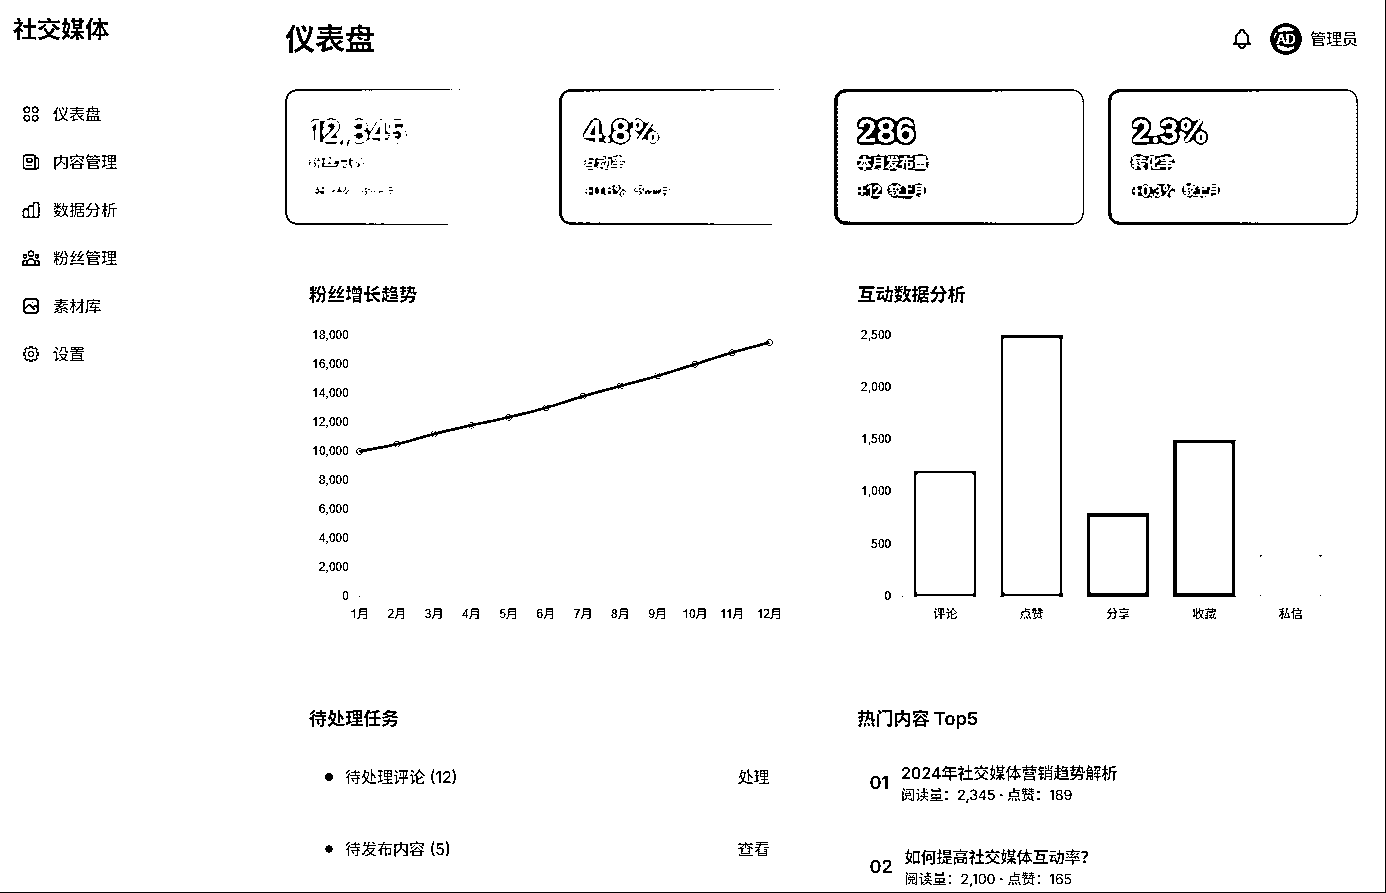 社交媒体
仪表盘
内容管理
数据分析
粉丝管理
素材库
设置
仪表盘
AD 管理员
12,345
4.8%
互动率
+0.6% 较上月
286
本月发布量
+12 较上月
2.3%
转化率
+0.3% 较上月
粉丝增长趋势
18,000
16,000
14,000
12,000
10,000
8,000
6,000
4,000
2,000
0
1月 2月 3月 4月 5月 6月 7月 8月 9月 10月 11月 12月
互动数据分析
2,500
2,000
1,500
1,000
500
0
评论 点赞 分享 收藏 私信
待处理任务
待处理评论 (12) 处理
待发布内容 (5) 查看
热门内容 Top5
01 2024年社交媒体营销趋势解析
阅读量：2,345 · 点赞：189
02 如何提高社交媒体互动率？
阅读量：2,100 · 点赞：165